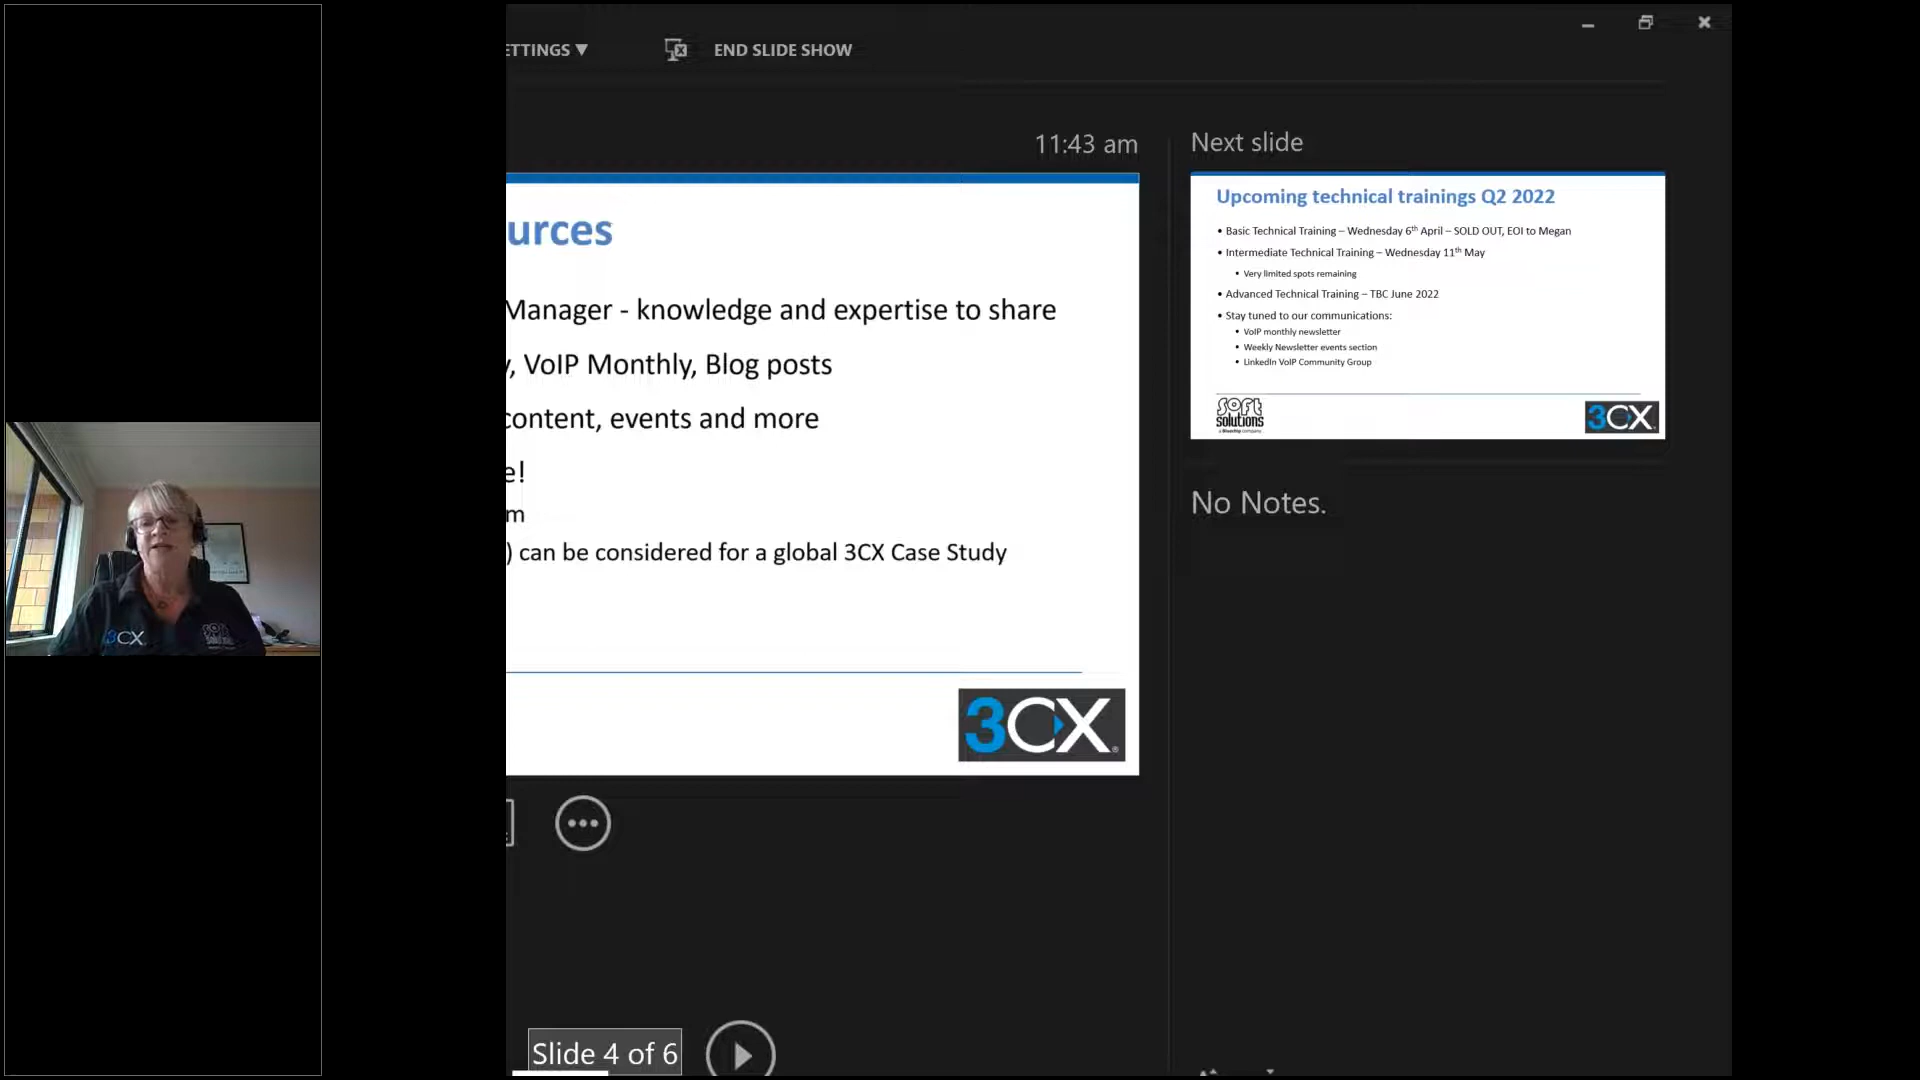 ETTINGS ▼
END SLIDE SHOW
11:43 am
urces
Manager - knowledge and expertise to share
, VoIP Monthly, Blog posts
content, events and more
e!
m
) can be considered for a global 3CX Case Study
3CX
Slide 4 of 6
Next slide
Upcoming technical trainings Q2 2022
• Basic Technical Training – Wednesday 6th April – SOLD OUT, EOI to Megan
• Intermediate Technical Training – Wednesday 11th May
• Very limited spots remaining
• Advanced Technical Training – TBC June 2022
• Stay tuned to our communications:
• VoIP monthly newsletter
• Weekly Newsletter events section
• LinkedIn VoIP Community Group
soft
solutions
a Bluechip company
3CX
No Notes.
3CX